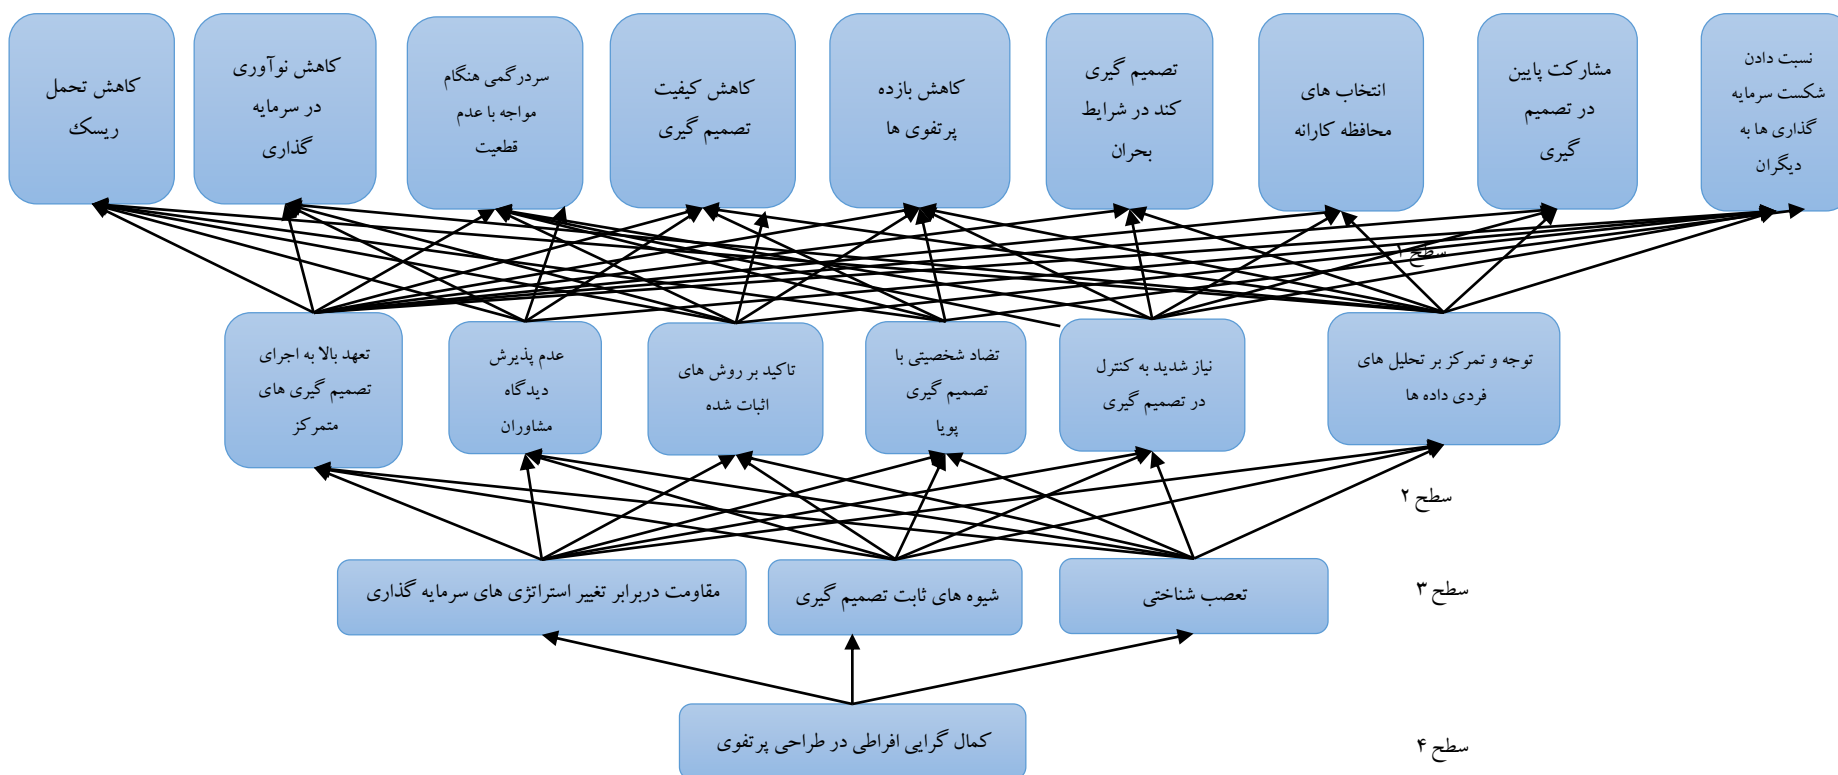 نسبت دادن
شکست سرمایه
گذاری ها به
دیگران
مشارکت پایین
در تصمیم
گیری
انتخاب های
محافظه کارانه
تصمیم گیری
کند در شرایط
بحران
کاهش بازده
پرتفوی ها
کاهش کیفیت
تصمیم گیری
سردرگمی هنگام
مواجه با عدم
قطعیت
کاهش نوآوری
در سرمایه
گذاری
کاهش تحمل
ریسک
سطح ۱
توجه و تمرکز بر تحلیل های
فردی داده ها
نیاز شدید به کنترل
در تصمیم گیری
تضاد شخصیتی با
تصمیم گیری
پویا
تاکید بر روش های
اثبات شده
عدم پذیرش
دیدگاه
مشاوران
تعهد بالا به اجرای
تصمیم گیری های
متمرکز
سطح ۲
سطح ۳
تعصب شناختی
شیوه های ثابت تصمیم گیری
مقاومت دربرابر تغییر استراتژی های سرمایه گذاری
سطح ۴
کمال گرایی افراطی در طراحی پرتفوی